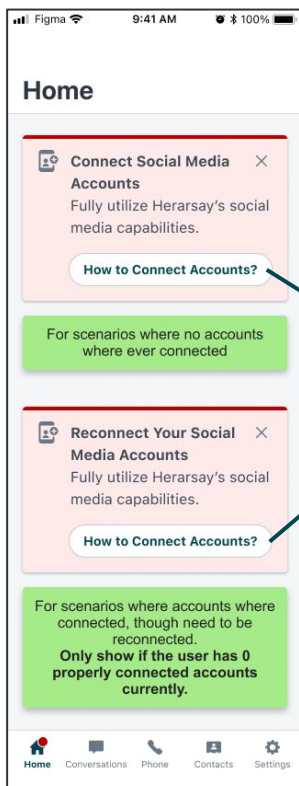 Figma 9:41 AM 100%
Home
Connect Social Media
Accounts
Fully utilize Herarsay's social
media capabilities.
How to Connect Accounts?
For scenarios where no accounts
where ever connected
Reconnect Your Social
Media Accounts
Fully utilize Herarsay's social
media capabilities.
How to Connect Accounts?
For scenarios where accounts where
connected, though need to be
reconnected.
Only show if the user has 0
properly connected accounts
currently.
Home Conversations Phone Contacts Settings